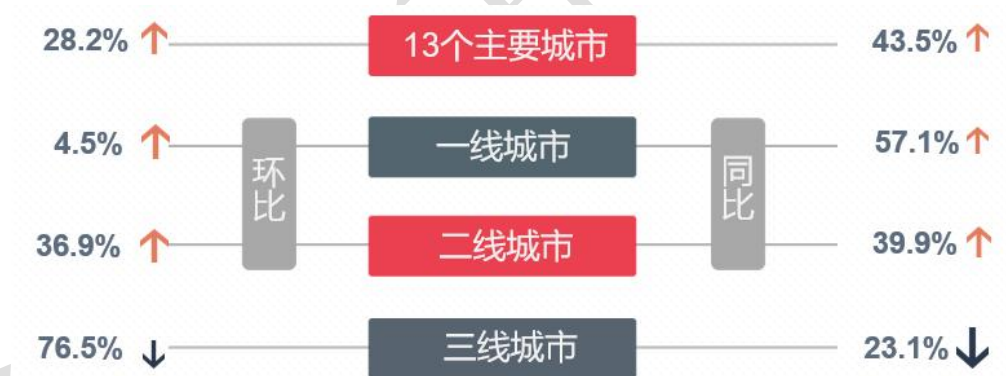 28.2% ↑ 13个主要城市 43.5% ↑
4.5% ↑ 一线城市 57.1% ↑
环比 同比
36.9% ↑ 二线城市 39.9% ↑
76.5% ↓ 三线城市 23.1% ↓